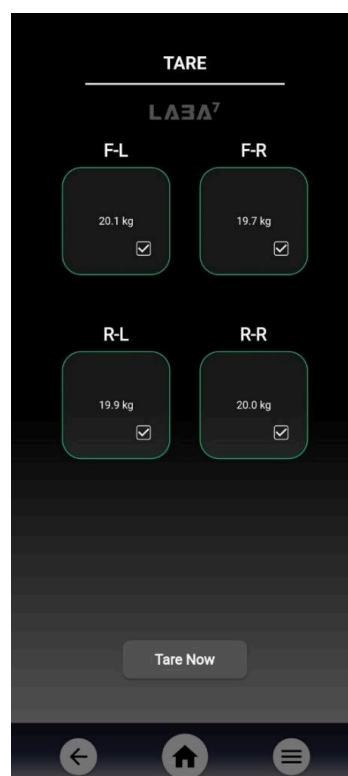 TARE
LABA7
F-L F-R
20.1 kg 19.7 kg
R-L R-R
19.9 kg 20.0 kg
Tare Now